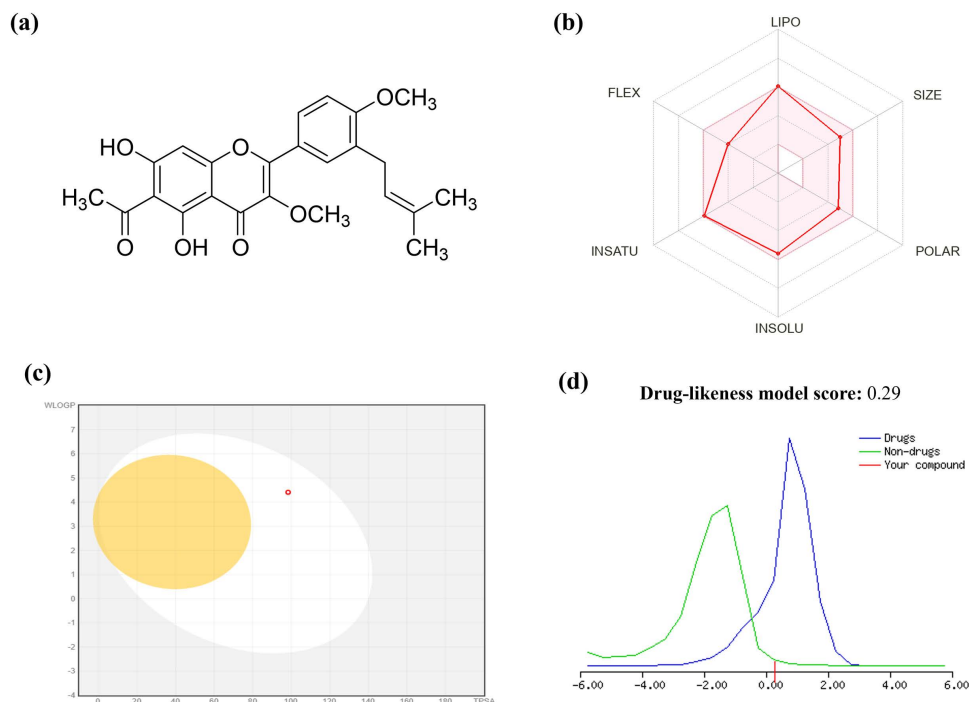 (a)
OCH3
HO
O
H3C
OCH3
CH3
O
OH
O
CH3
(b)
LIPO
FLEX
SIZE
INSATU
POLAR
INSOLU
(c)
WLOGP
7
6
5
4
3
2
1
0
-1
-2
-3
-4
0 20 40 60 80 100 120 140 160 180 TPSA
(d)
Drug-likeness model score: 0.29
Drugs
Non-drugs
Your compound
-6.00 -4.00 -2.00 0.00 2.00 4.00 6.00